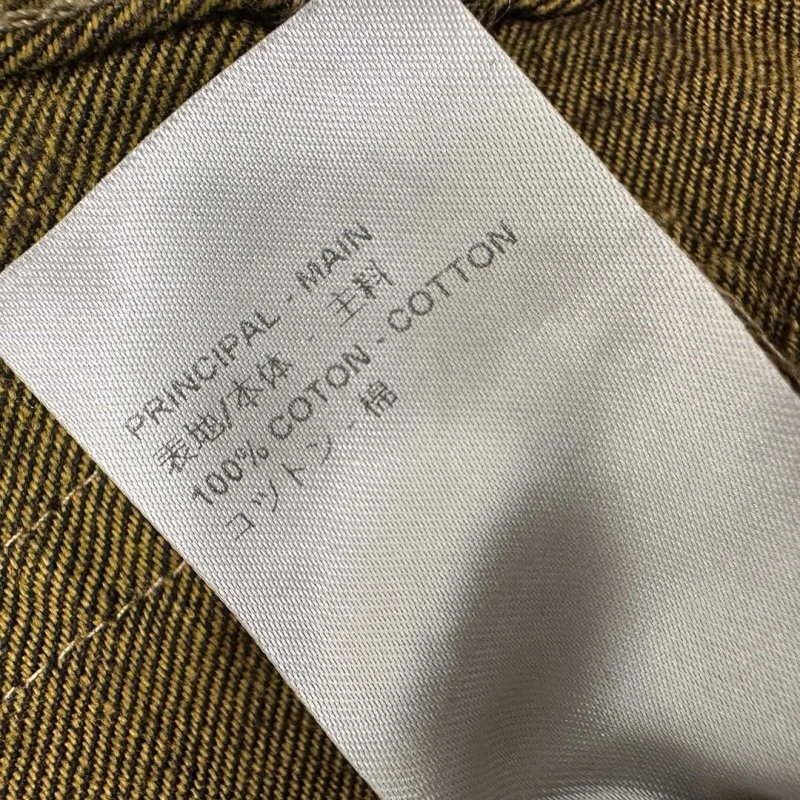 PRINCIPAL - MAIN
表地/本体 - 主料
100% COTON - COTTON
コットン - 棉